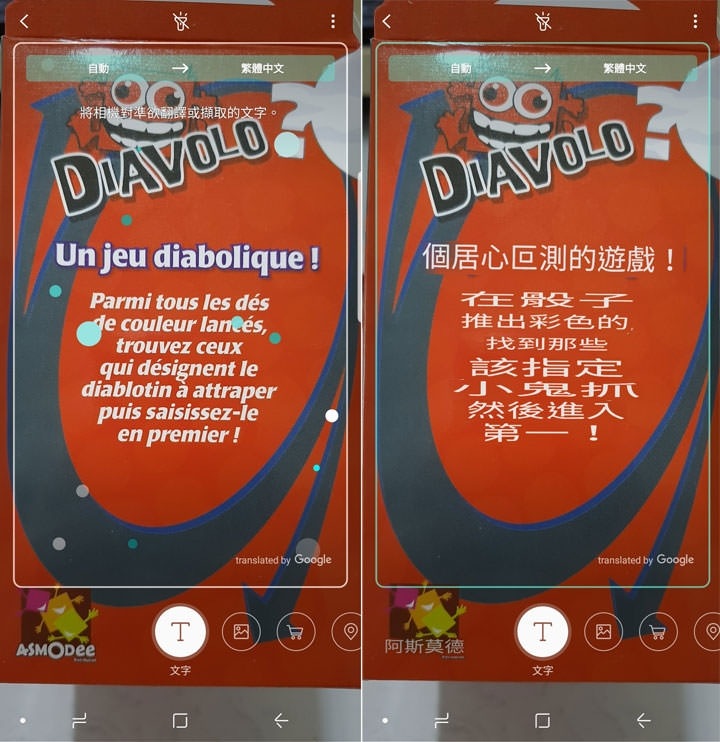 自動 → 繁體中文
將相機對準欲翻譯或擷取的文字。
DIAVOLO ?
Un jeu diabolique !
Parmi tous les dés
de couleur lancés,
trouvez ceux
qui désignent le
diablotin à attraper
puis saisissez-le
en premier !
translated by Google
ASMODee
文字
自動 → 繁體中文
DIAVOLO ?
個居心叵測的遊戲！
在骰子
推出彩色的,
找到那些
該指定
小鬼抓
然後進入
第一！
translated by Google
阿斯莫德
文字